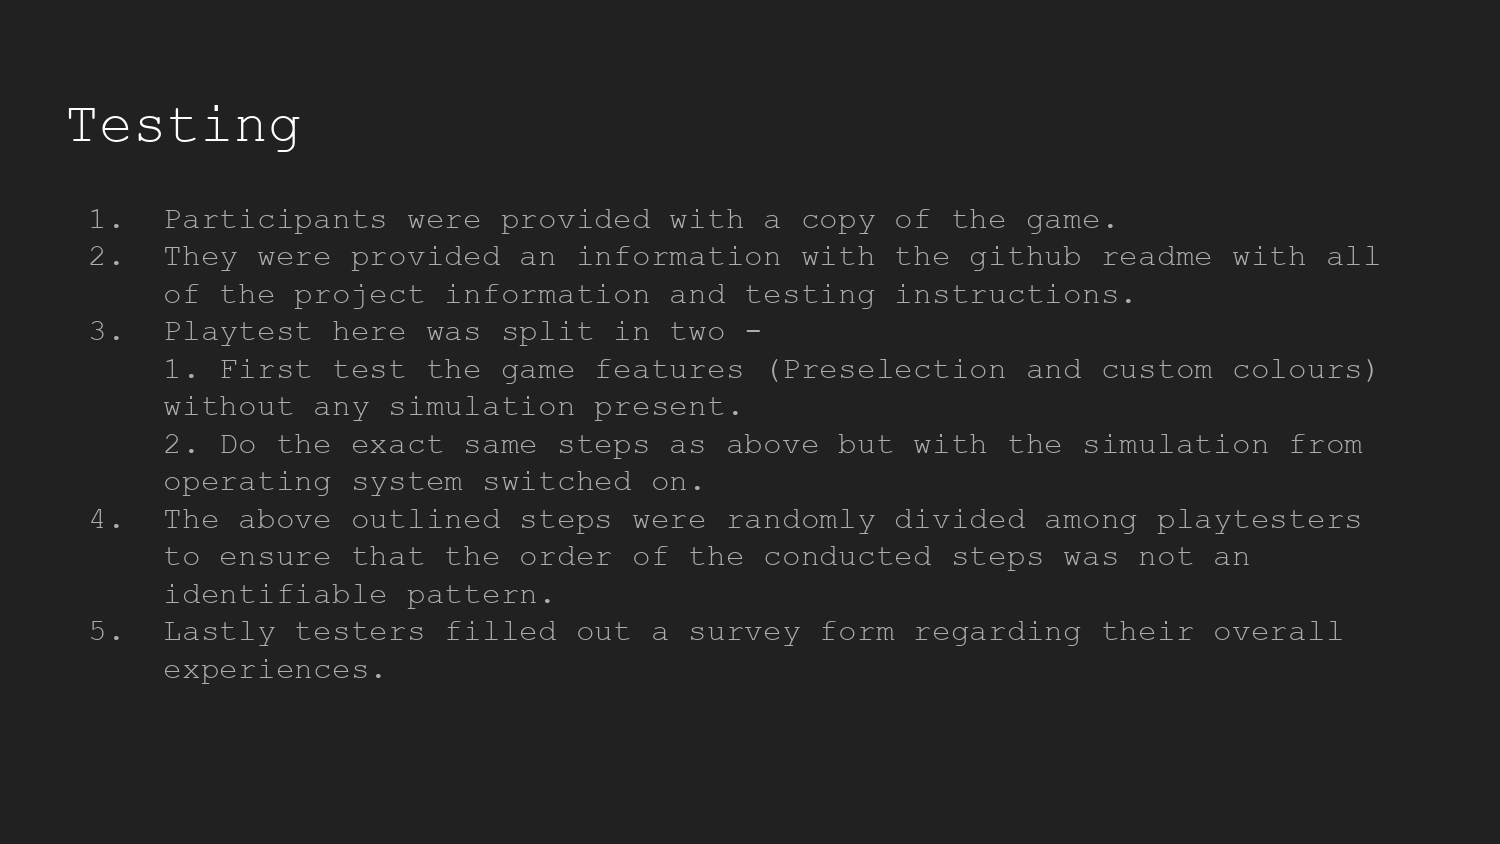 Testing
1. Participants were provided with a copy of the game.
2. They were provided an information with the github readme with all
of the project information and testing instructions.
3. Playtest here was split in two -
1. First test the game features (Preselection and custom colours)
without any simulation present.
2. Do the exact same steps as above but with the simulation from
operating system switched on.
4. The above outlined steps were randomly divided among playtesters
to ensure that the order of the conducted steps was not an
identifiable pattern.
5. Lastly testers filled out a survey form regarding their overall
experiences.